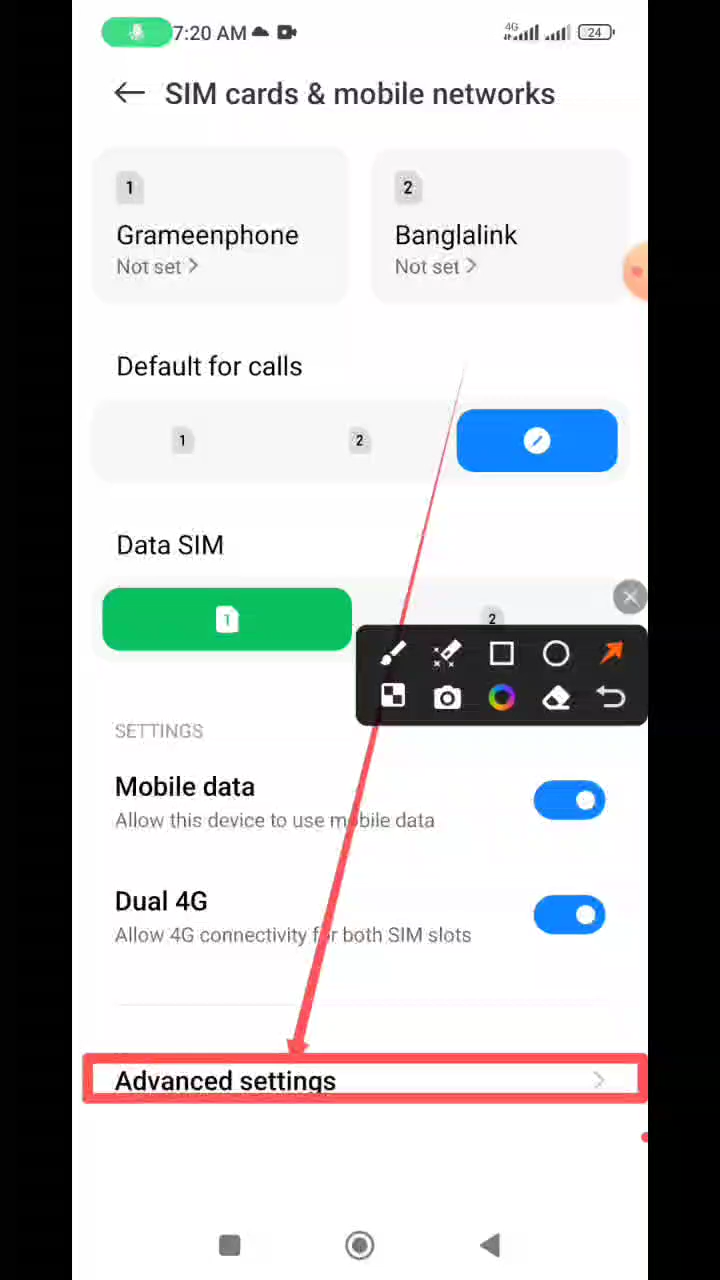 7:20 AM 4G 24
SIM cards & mobile networks
1 2
Grameenphone Banglalink
Not set Not set
Default for calls
1 2
Data SIM
1 2
SETTINGS
Mobile data
Allow this device to use mobile data
Dual 4G
Allow 4G connectivity for both SIM slots
Advanced settings